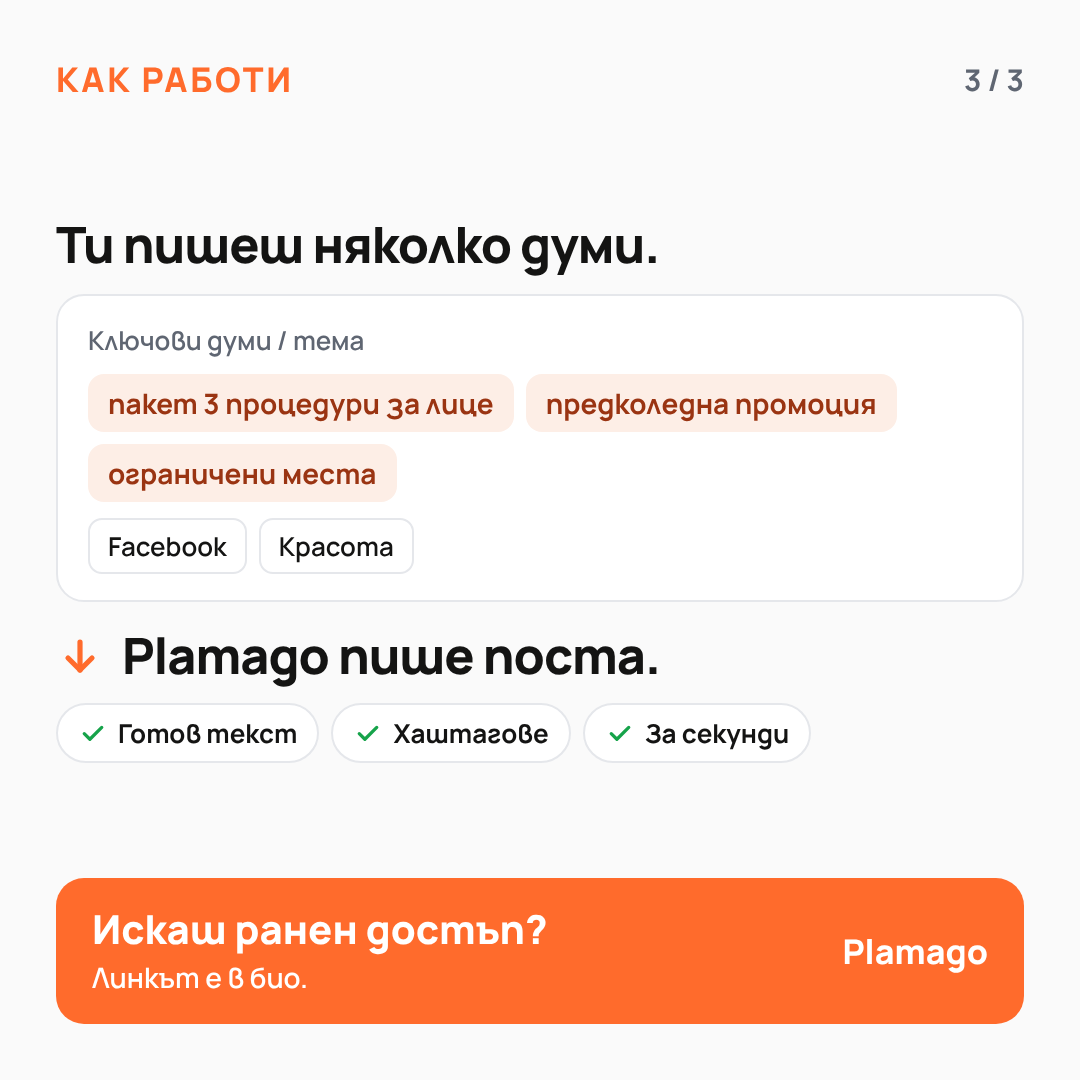 КАК РАБОТИ
3 / 3
Ти пишеш няколко думи.
Ключови думи / тема
пакет 3 процедури за лице
предколедна промоция
ограничени места
Facebook
Красота
Plamago пише поста.
Готов текст
Хаштагове
За секунди
Искаш ранен достъп?
Линкът е в био.
Plamago